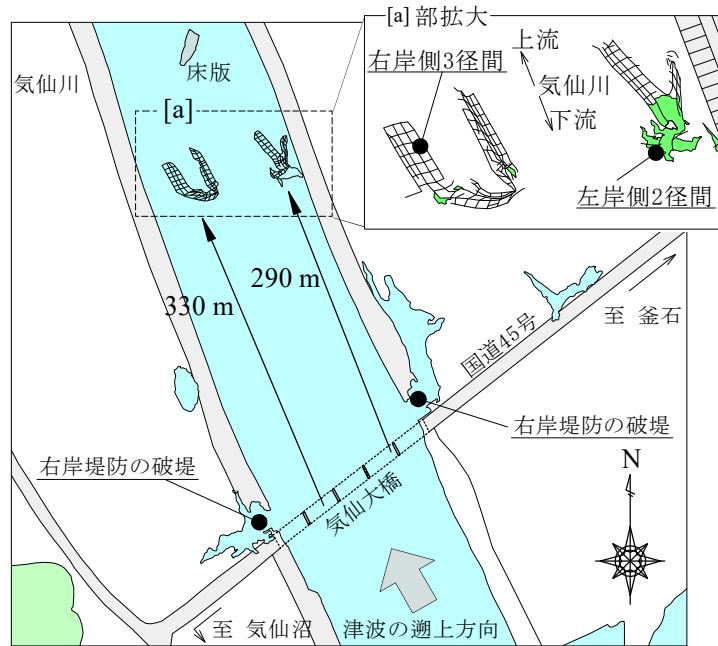 [a] 部拡大
右岸側3径間
上流
気仙川
下流
左岸側2径間
気仙川
床版
[a]
290 m
330 m
国道45号
至 釜石
右岸堤防の破堤
右岸堤防の破堤
気仙大橋
N
至 気仙沼
津波の遡上方向